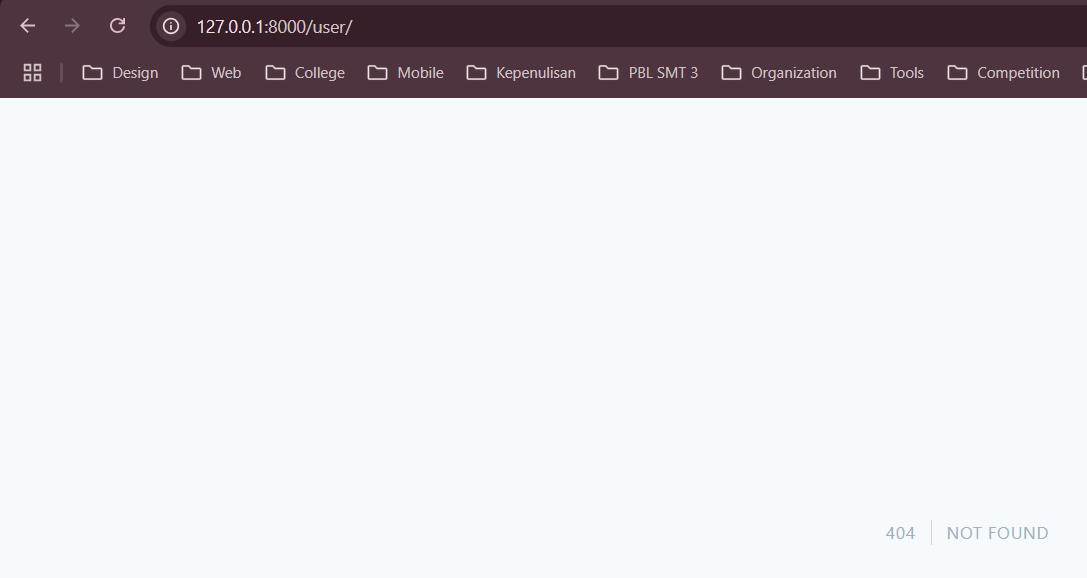 127.0.0.1:8000/user/
Design Web College Mobile Kepenulisan PBL SMT 3 Organization Tools Competition
404 NOT FOUND